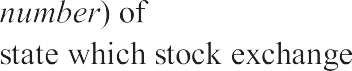 number) of
state which stock exchange